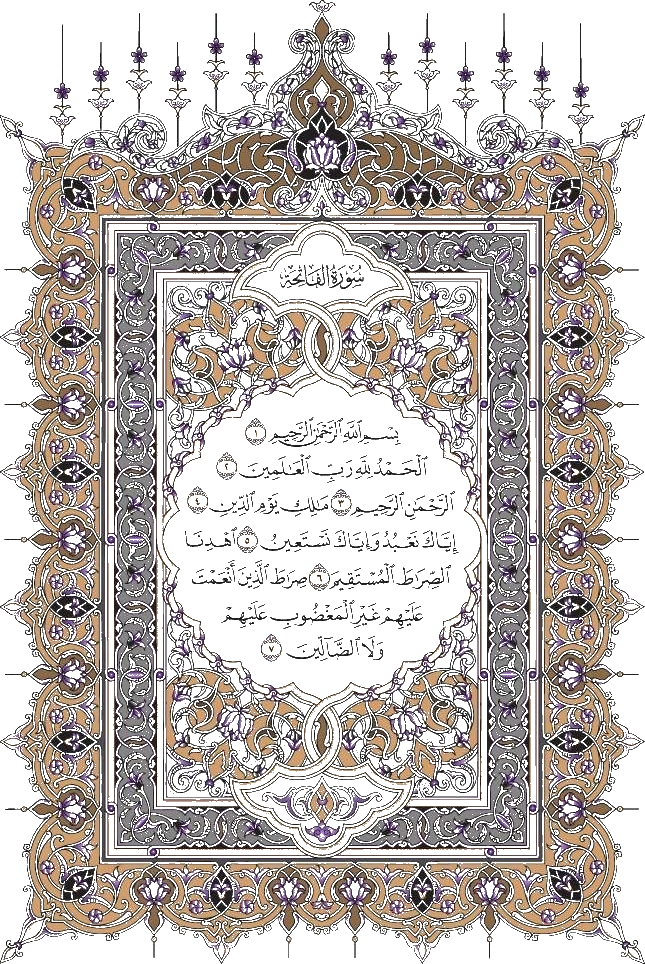 سُورَةُ الفَاتِحَةِ
بِسْمِ ٱللَّهِ ٱلرَّحْمَٰنِ ٱلرَّحِيمِ ١
ٱلْحَمْدُ لِلَّهِ رَبِّ ٱلْعَٰلَمِينَ ٢
ٱلرَّحْمَٰنِ ٱلرَّحِيمِ ٣ مَٰلِكِ يَوْمِ ٱلدِّينِ ٤
إِيَّاكَ نَعْبُدُ وَإِيَّاكَ نَسْتَعِينُ ٥ ٱهْدِنَا
ٱلصِّرَٰطَ ٱلْمُسْتَقِيمَ ٦ صِرَٰطَ ٱلَّذِينَ أَنْعَمْتَ
عَلَيْهِمْ غَيْرِ ٱلْمَغْضُوبِ عَلَيْهِمْ
وَلَا ٱلضَّآلِّينَ ٧